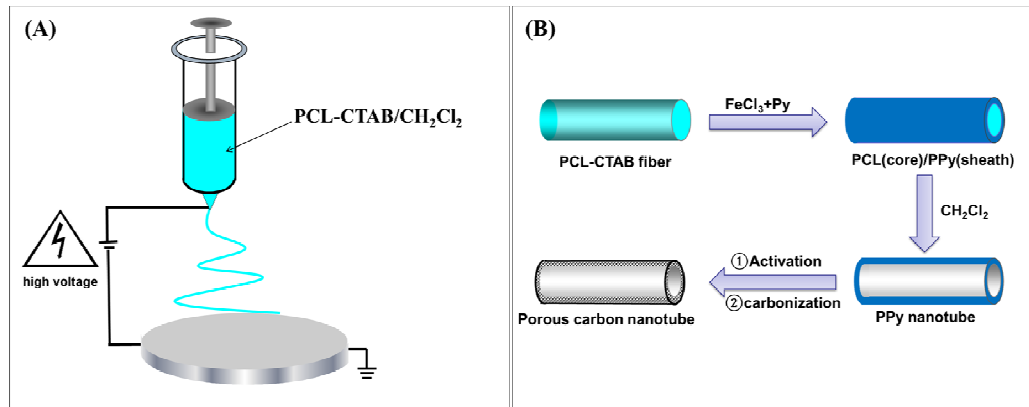 (A)
PCL-CTAB/CH₂Cl₂
high voltage
(B)
FeCl₃+Py
PCL-CTAB fiber
PCL(core)/PPy(sheath)
CH₂Cl₂
①Activation
②carbonization
Porous carbon nanotube
PPy nanotube